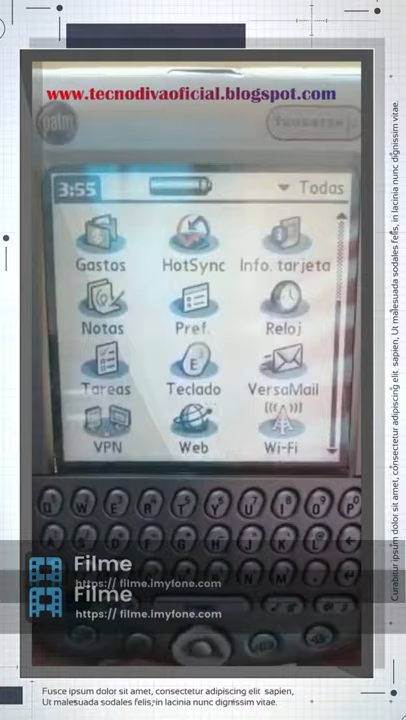 www.tecnodivaoficial.blogspot.com
palm
TUNGSTEN
3:55
Todas
Gastos HotSync Info. tarjeta
Notas Pref. Reloj
Tareas Teclado VersaMail
VPN Web Wi-Fi
Q W E R T Y U I O P
A S D F G H J K L
N M .
Filme
https:// filme.imyfone.com
Filme
https:// filme.imyfone.com
Fusce ipsum dolor sit amet, consectetur adipiscing elit sapien,
Ut malesuada sodales felis, in lacinia nunc dignissim vitae.
Curabitur ipsum dolor sit amet, consectetur adipiscing elit sapien, Ut malesuada sodales felis, in lacinia nunc dignissim vitae.